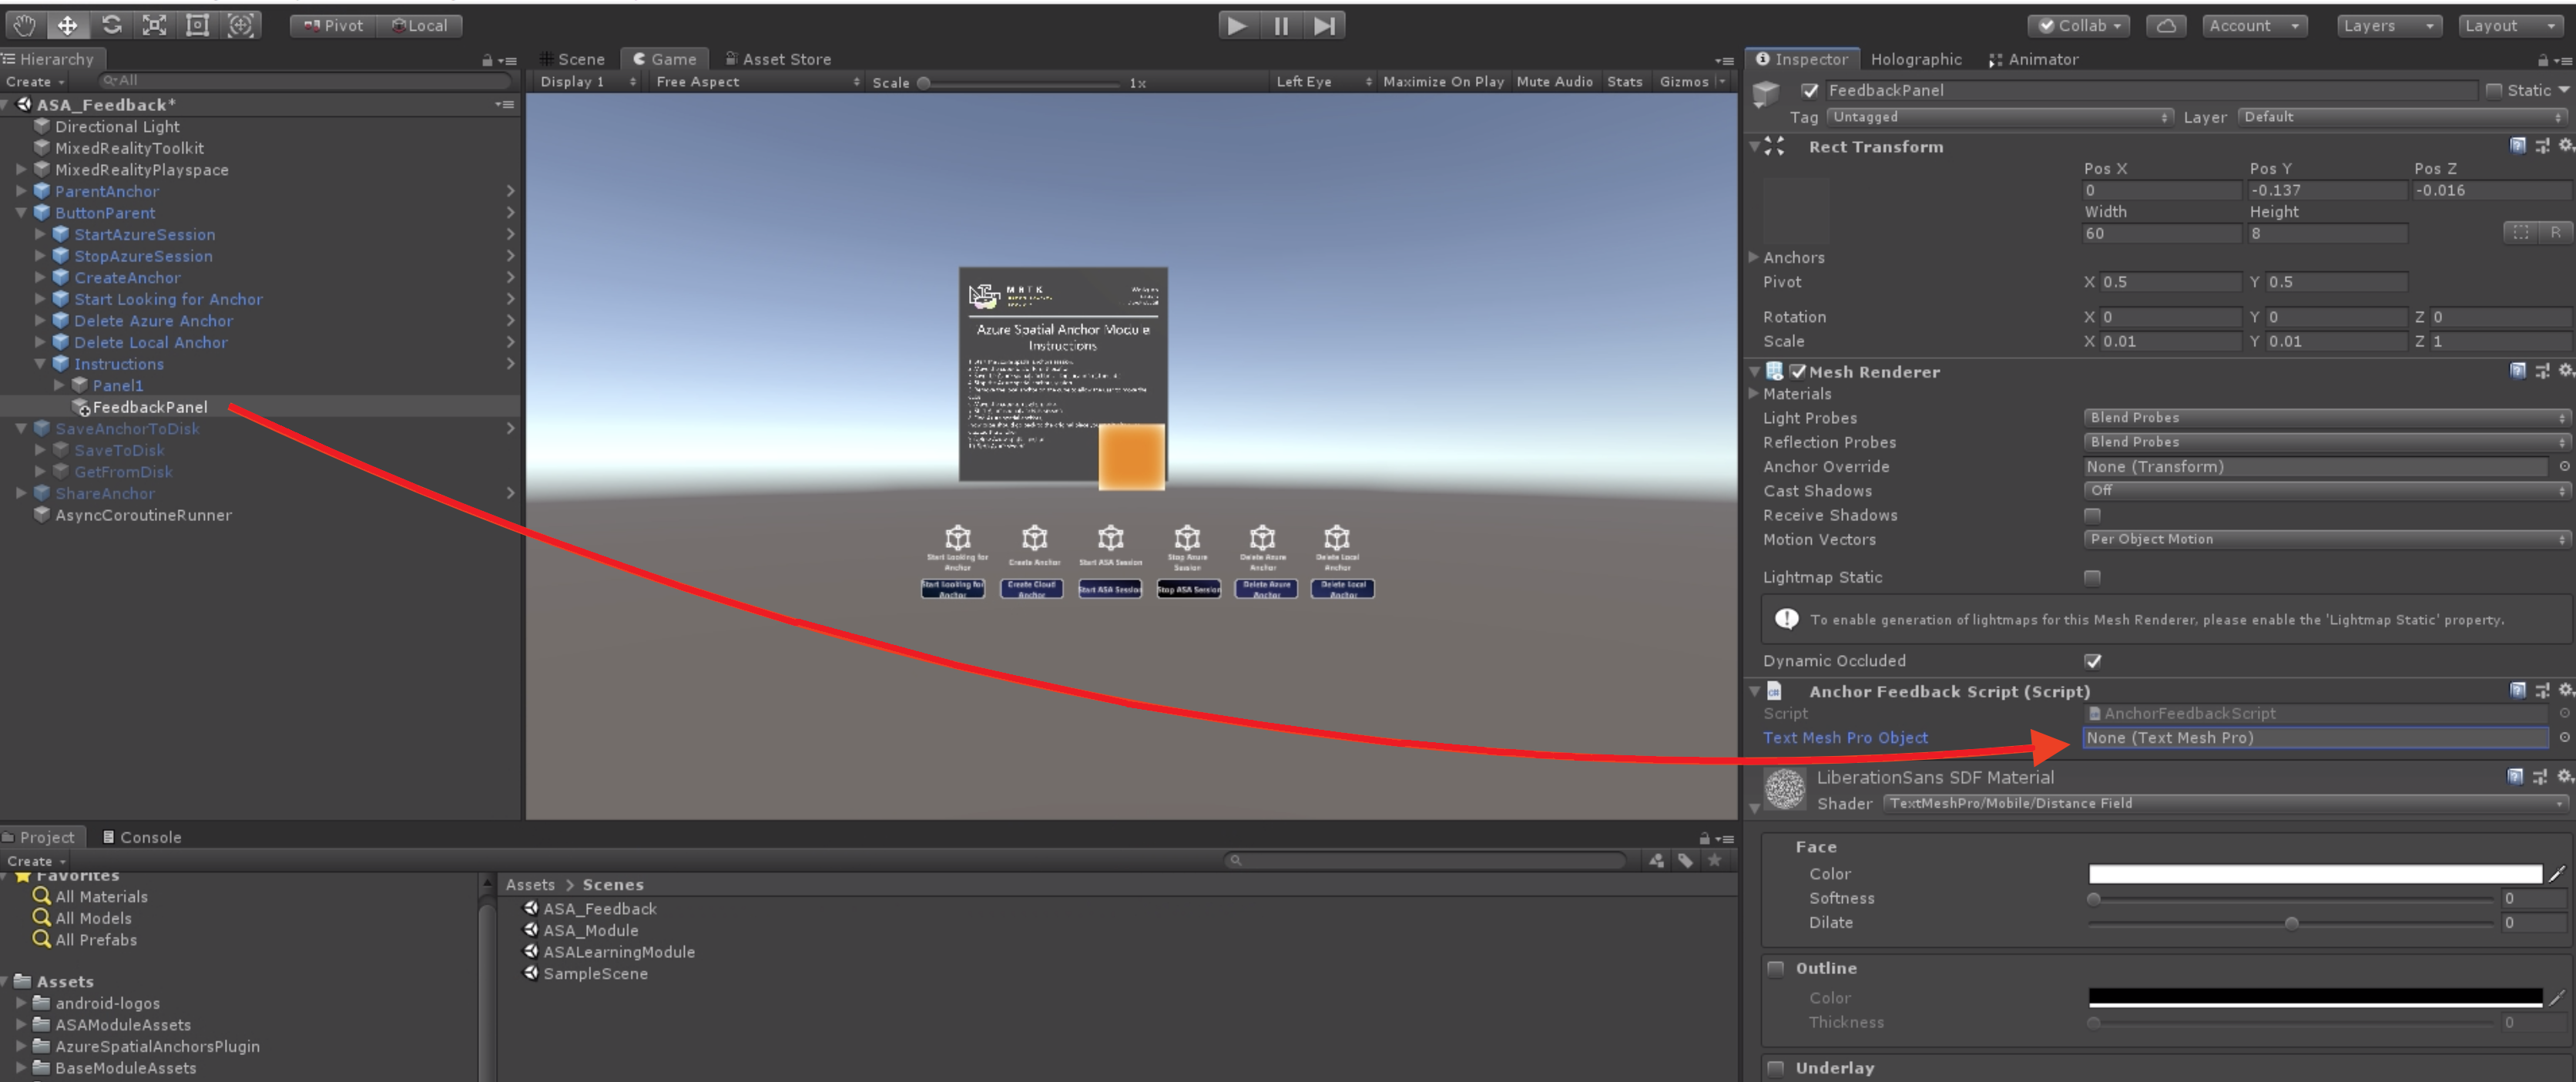 Pivot Local Collab Account Layers Layout
Hierarchy
Create All
ASA_Feedback*
Directional Light
MixedRealityToolkit
MixedRealityPlayspace
ParentAnchor
ButtonParent
StartAzureSession
StopAzureSession
CreateAnchor
Start Looking for Anchor
Delete Azure Anchor
Delete Local Anchor
Instructions
Panel1
FeedbackPanel
SaveAnchorToDisk
SaveToDisk
GetFromDisk
ShareAnchor
AsyncCoroutineRunner
Scene Game Asset Store
Display 1 Free Aspect Scale 1x Left Eye Maximize On Play Mute Audio Stats Gizmos
MRTK
Azure Spatial Anchor Module
Instructions
Start Looking for
Anchor
Create Anchor
Start ASA Session
Stop Azure
Session
Delete Azure
Anchor
Delete Local
Anchor
Start Looking for
Anchor
Create Cloud
Anchor
Start ASA Session
Stop ASA Session
Delete Azure
Anchor
Delete Local
Anchor
Inspector Holographic Animator
FeedbackPanel Static
Tag Untagged Layer Default
Rect Transform
Pos X Pos Y Pos Z
0 -0.137 -0.016
Width Height
60 8 R
Anchors
Pivot X 0.5 Y 0.5
Rotation X 0 Y 0 Z 0
Scale X 0.01 Y 0.01 Z 1
Mesh Renderer
Materials
Light Probes Blend Probes
Reflection Probes Blend Probes
Anchor Override None (Transform)
Cast Shadows Off
Receive Shadows
Motion Vectors Per Object Motion
Lightmap Static
To enable generation of lightmaps for this Mesh Renderer, please enable the 'Lightmap Static' property.
Dynamic Occluded
Anchor Feedback Script (Script)
Script AnchorFeedbackScript
Text Mesh Pro Object None (Text Mesh Pro)
LiberationSans SDF Material
Shader TextMeshPro/Mobile/Distance Field
Face
Color
Softness 0
Dilate 0
Outline
Color
Thickness 0
Underlay
Project Console
Create
Favorites
All Materials
All Models
All Prefabs
Assets
android-logos
ASAModuleAssets
AzureSpatialAnchorsPlugin
BaseModuleAssets
Assets > Scenes
ASA_Feedback
ASA_Module
ASALearningModule
SampleScene